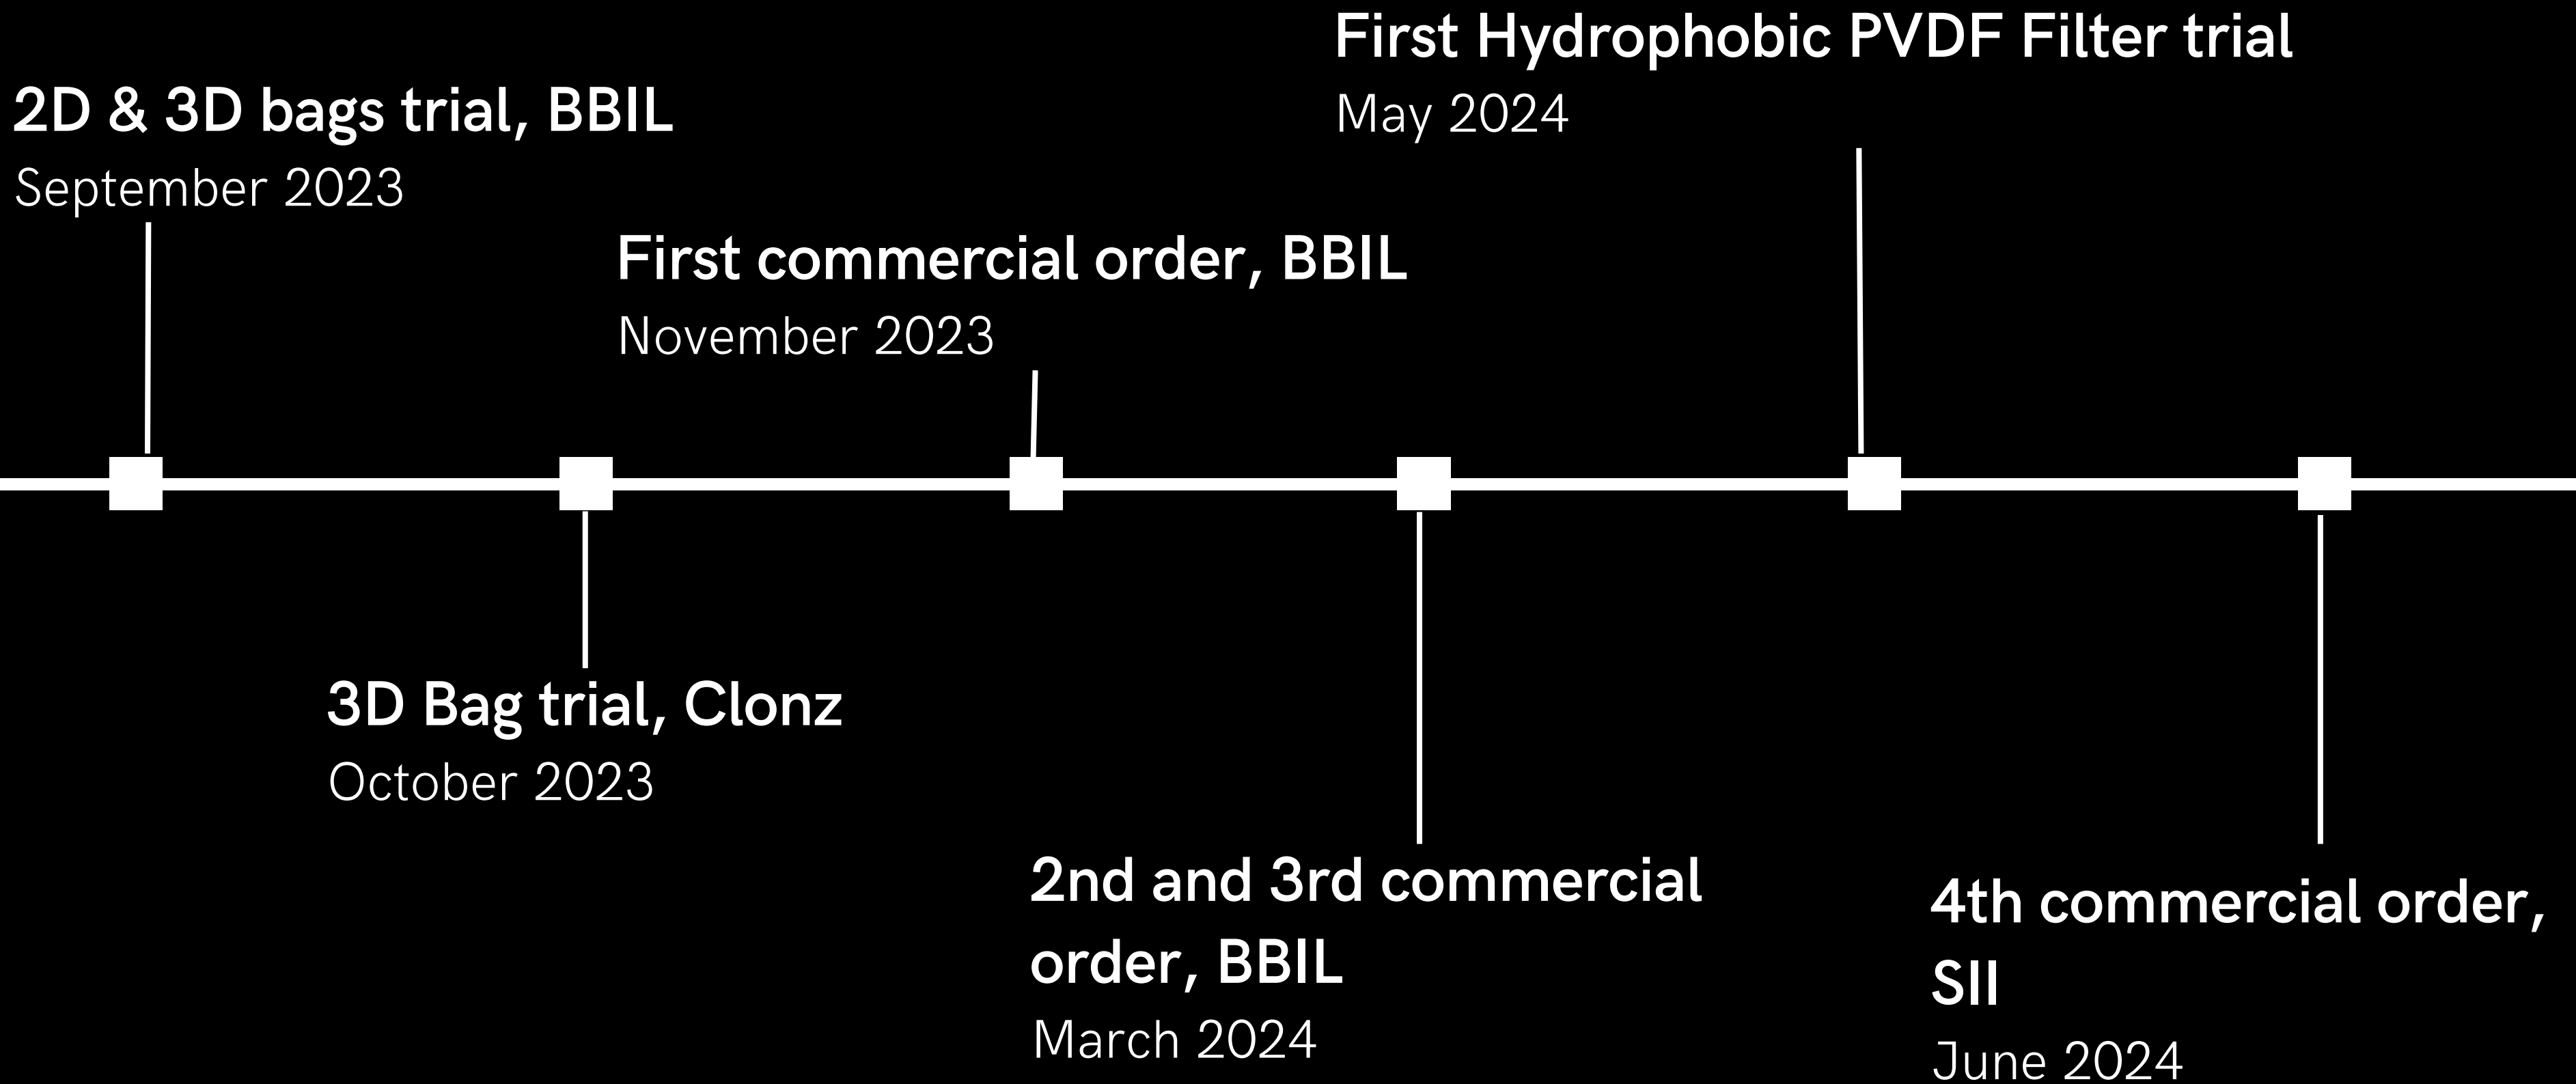 2D & 3D bags trial, BBIL
September 2023
3D Bag trial, Clonz
October 2023
First commercial order, BBIL
November 2023
2nd and 3rd commercial
order, BBIL
March 2024
First Hydrophobic PVDF Filter trial
May 2024
4th commercial order,
SII
June 2024